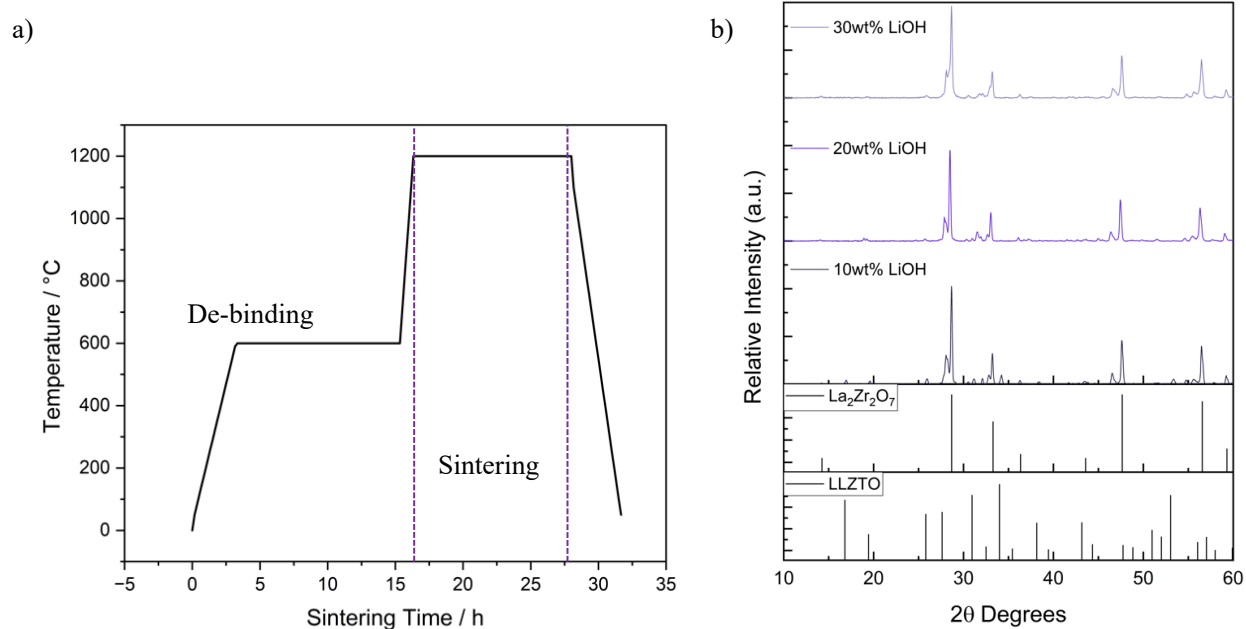 a)
Temperature / °C
1200
1000
800
600
400
200
0
De-binding
Sintering
−5
0
5
10
15
20
25
30
35
Sintering Time / h
b)
Relative Intensity (a.u.)
30wt% LiOH
20wt% LiOH
10wt% LiOH
La₂Zr₂O₇
LLZTO
10
20
30
40
50
60
2θ Degrees